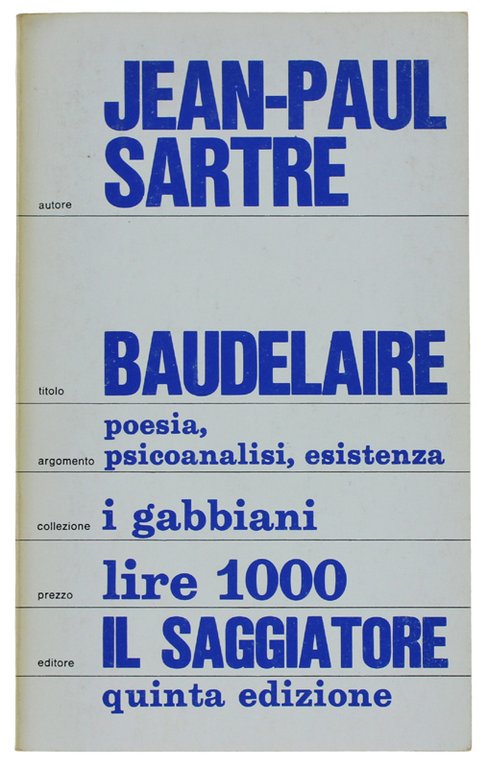 JEAN-PAUL
autore SARTRE
titolo BAUDELAIRE
poesia,
argomento psicoanalisi, esistenza
collezione i gabbiani
prezzo lire 1000
editore IL SAGGIATORE
quinta edizione